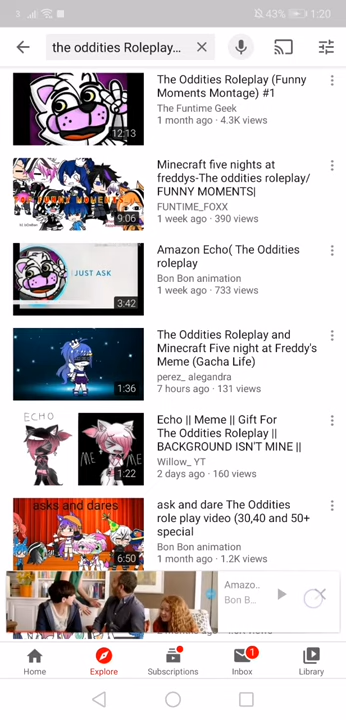 43% 1:20
the oddities Roleplay...
The Oddities Roleplay (Funny
Moments Montage) #1
The Funtime Geek
1 month ago · 4.3K views
12:13
Minecraft five nights at
freddys-The oddities roleplay/
FUNNY MOMENTS|
FUNTIME_FOXX
1 week ago · 390 views
9:06
Amazon Echo( The Oddities
roleplay
Bon Bon animation
1 week ago · 733 views
JUST ASK
3:42
The Oddities Roleplay and
Minecraft Five night at Freddy's
Meme (Gacha Life)
perez_ alegandra
7 hours ago · 131 views
1:36
ECHO
ME ME
Echo || Meme || Gift For
The Oddities Roleplay ||
BACKGROUND ISN'T MINE ||
Willow_ YT
2 days ago · 160 views
1:22
asks and dares
ask and dare The Oddities
role play video (30,40 and 50+
special
Bon Bon animation
1 month ago · 1.2K views
6:50
Amazo..
Bon B...
Home
Explore
Subscriptions
1
Inbox
Library